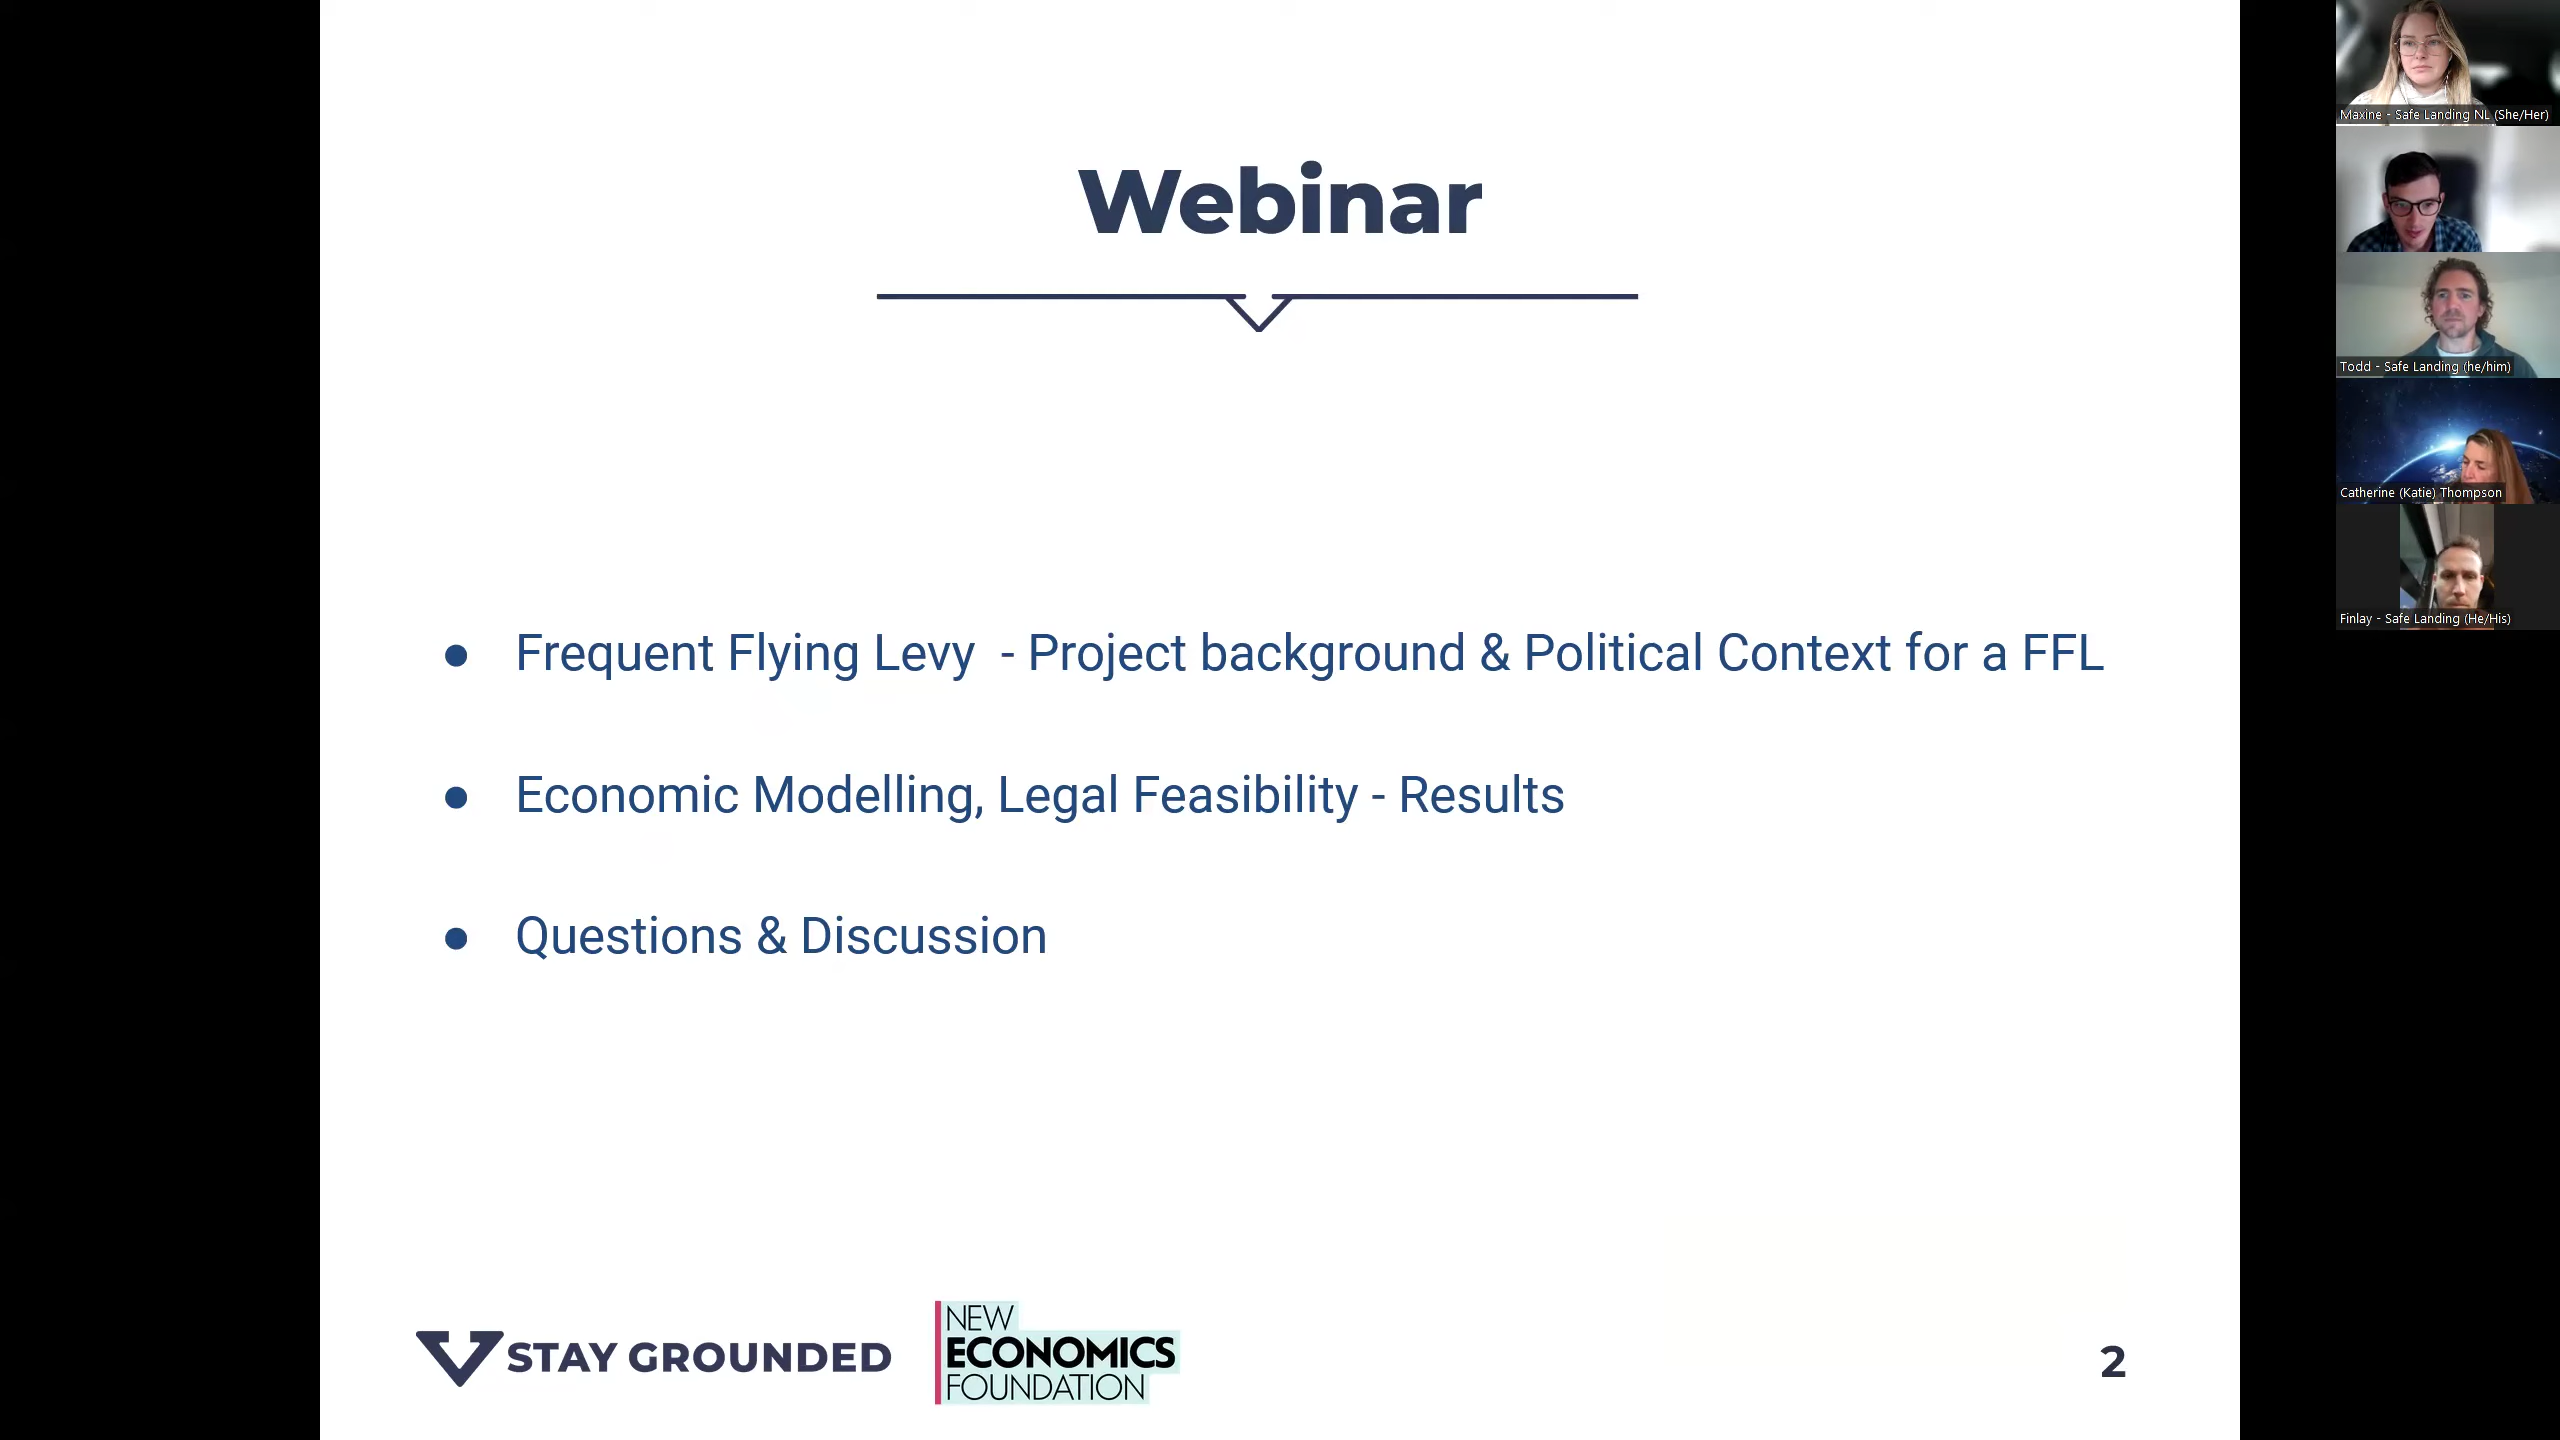 Webinar
● Frequent Flying Levy  - Project background & Political Context for a FFL
● Economic Modelling, Legal Feasibility - Results
● Questions & Discussion
STAY GROUNDED
NEW
ECONOMICS
FOUNDATION
2
Maxine - Safe Landing NL (She/Her)
Todd - Safe Landing (he/him)
Catherine (Katie) Thompson
Finlay - Safe Landing (He/His)